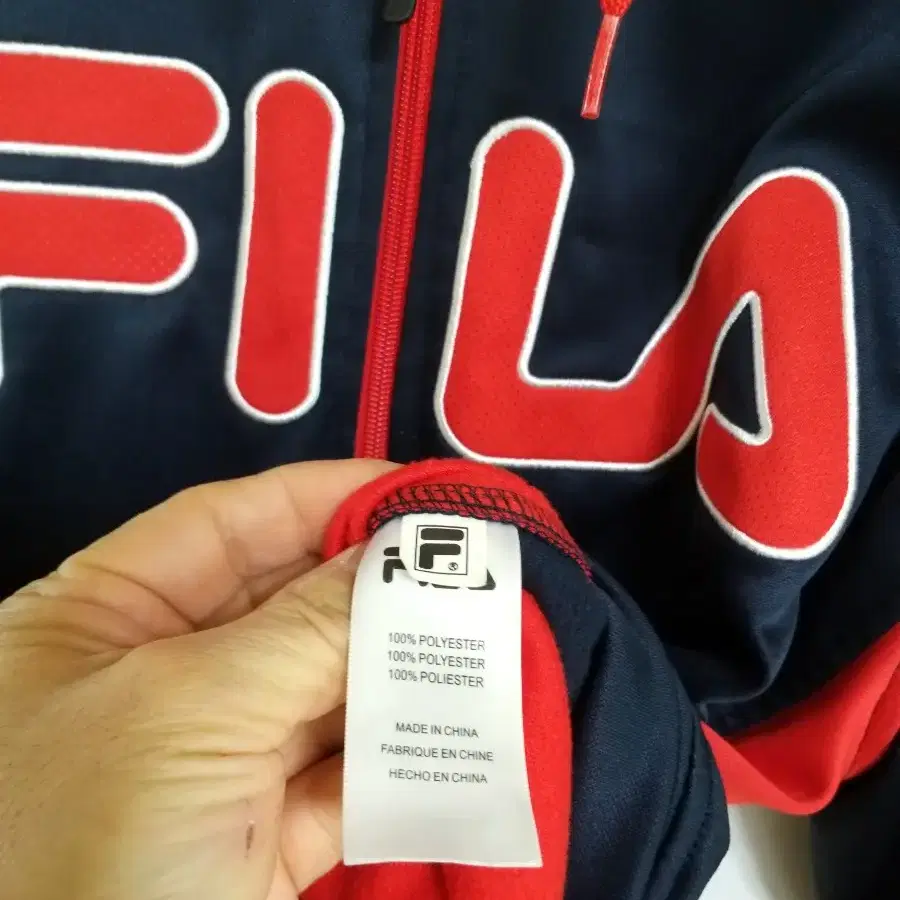 FILA
F
®
FILA
100% POLYESTER
100% POLYESTER
100% POLIESTER
MADE IN CHINA
FABRIQUE EN CHINE
HECHO EN CHINA